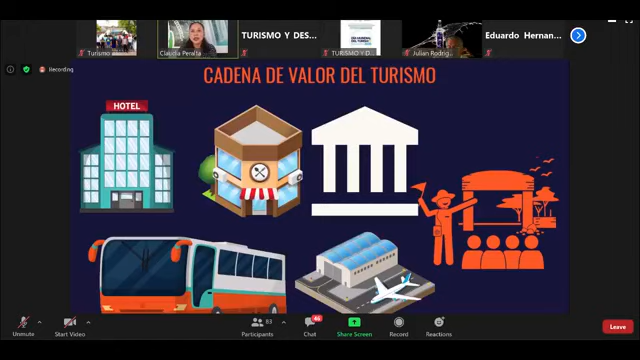 Turismo
Claudia Peralta
TURISMO Y DES...
TURISMO Y D...
Julian Rodrig...
Eduardo Hernan...
Recording
CADENA DE VALOR DEL TURISMO
HOTEL
Unmute
Start Video
83
Participants
46
Chat
Share Screen
Record
Reactions
Leave